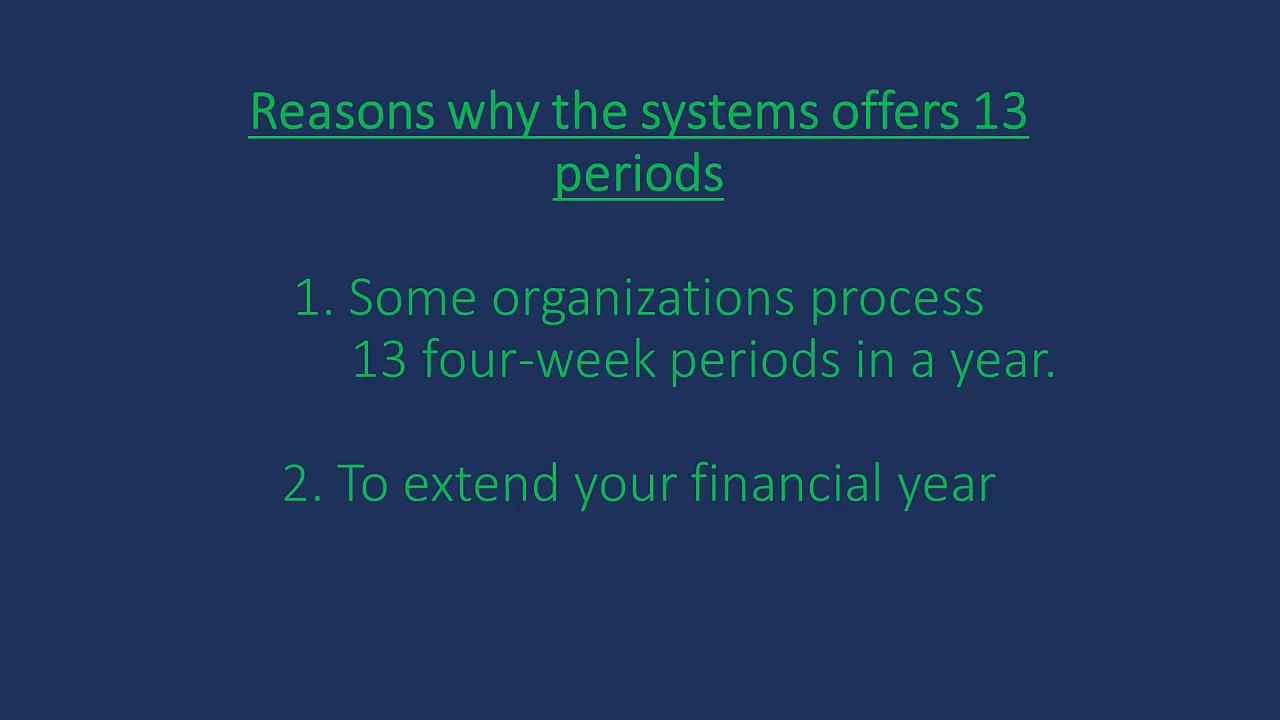 Reasons why the systems offers 13
periods
1. Some organizations process
13 four-week periods in a year.
2. To extend your financial year